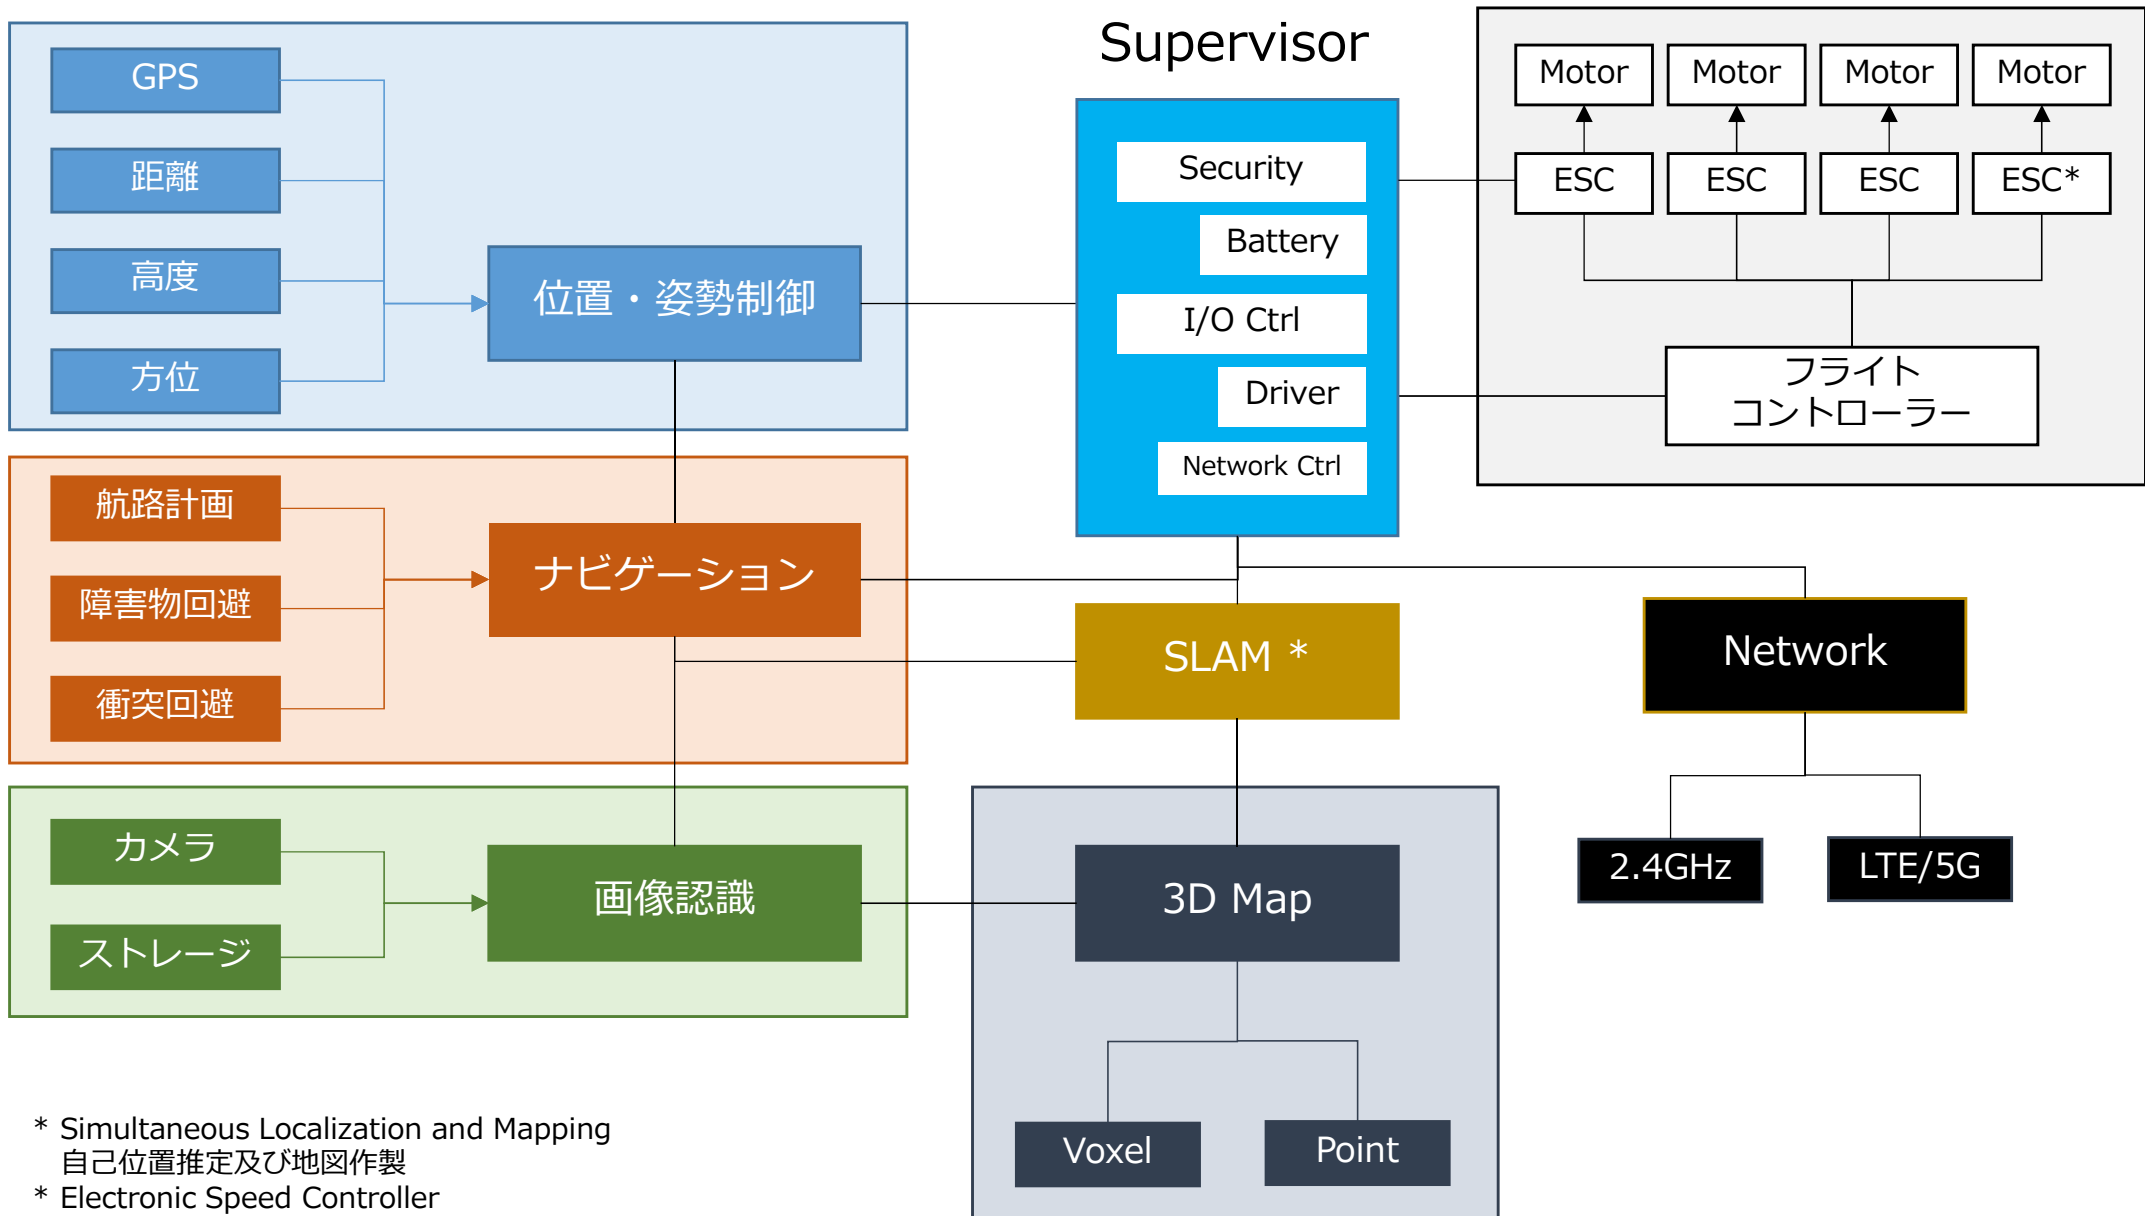 Supervisor
GPS
距離
高度
方位
位置・姿勢制御
Security
Battery
I/O Ctrl
Driver
Network Ctrl
Motor
Motor
Motor
Motor
ESC
ESC
ESC
ESC*
フライト
コントローラー
航路計画
障害物回避
衝突回避
ナビゲーション
SLAM *
Network
2.4GHz
LTE/5G
カメラ
ストレージ
画像認識
3D Map
Voxel
Point
* Simultaneous Localization and Mapping
自己位置推定及び地図作製
* Electronic Speed Controller